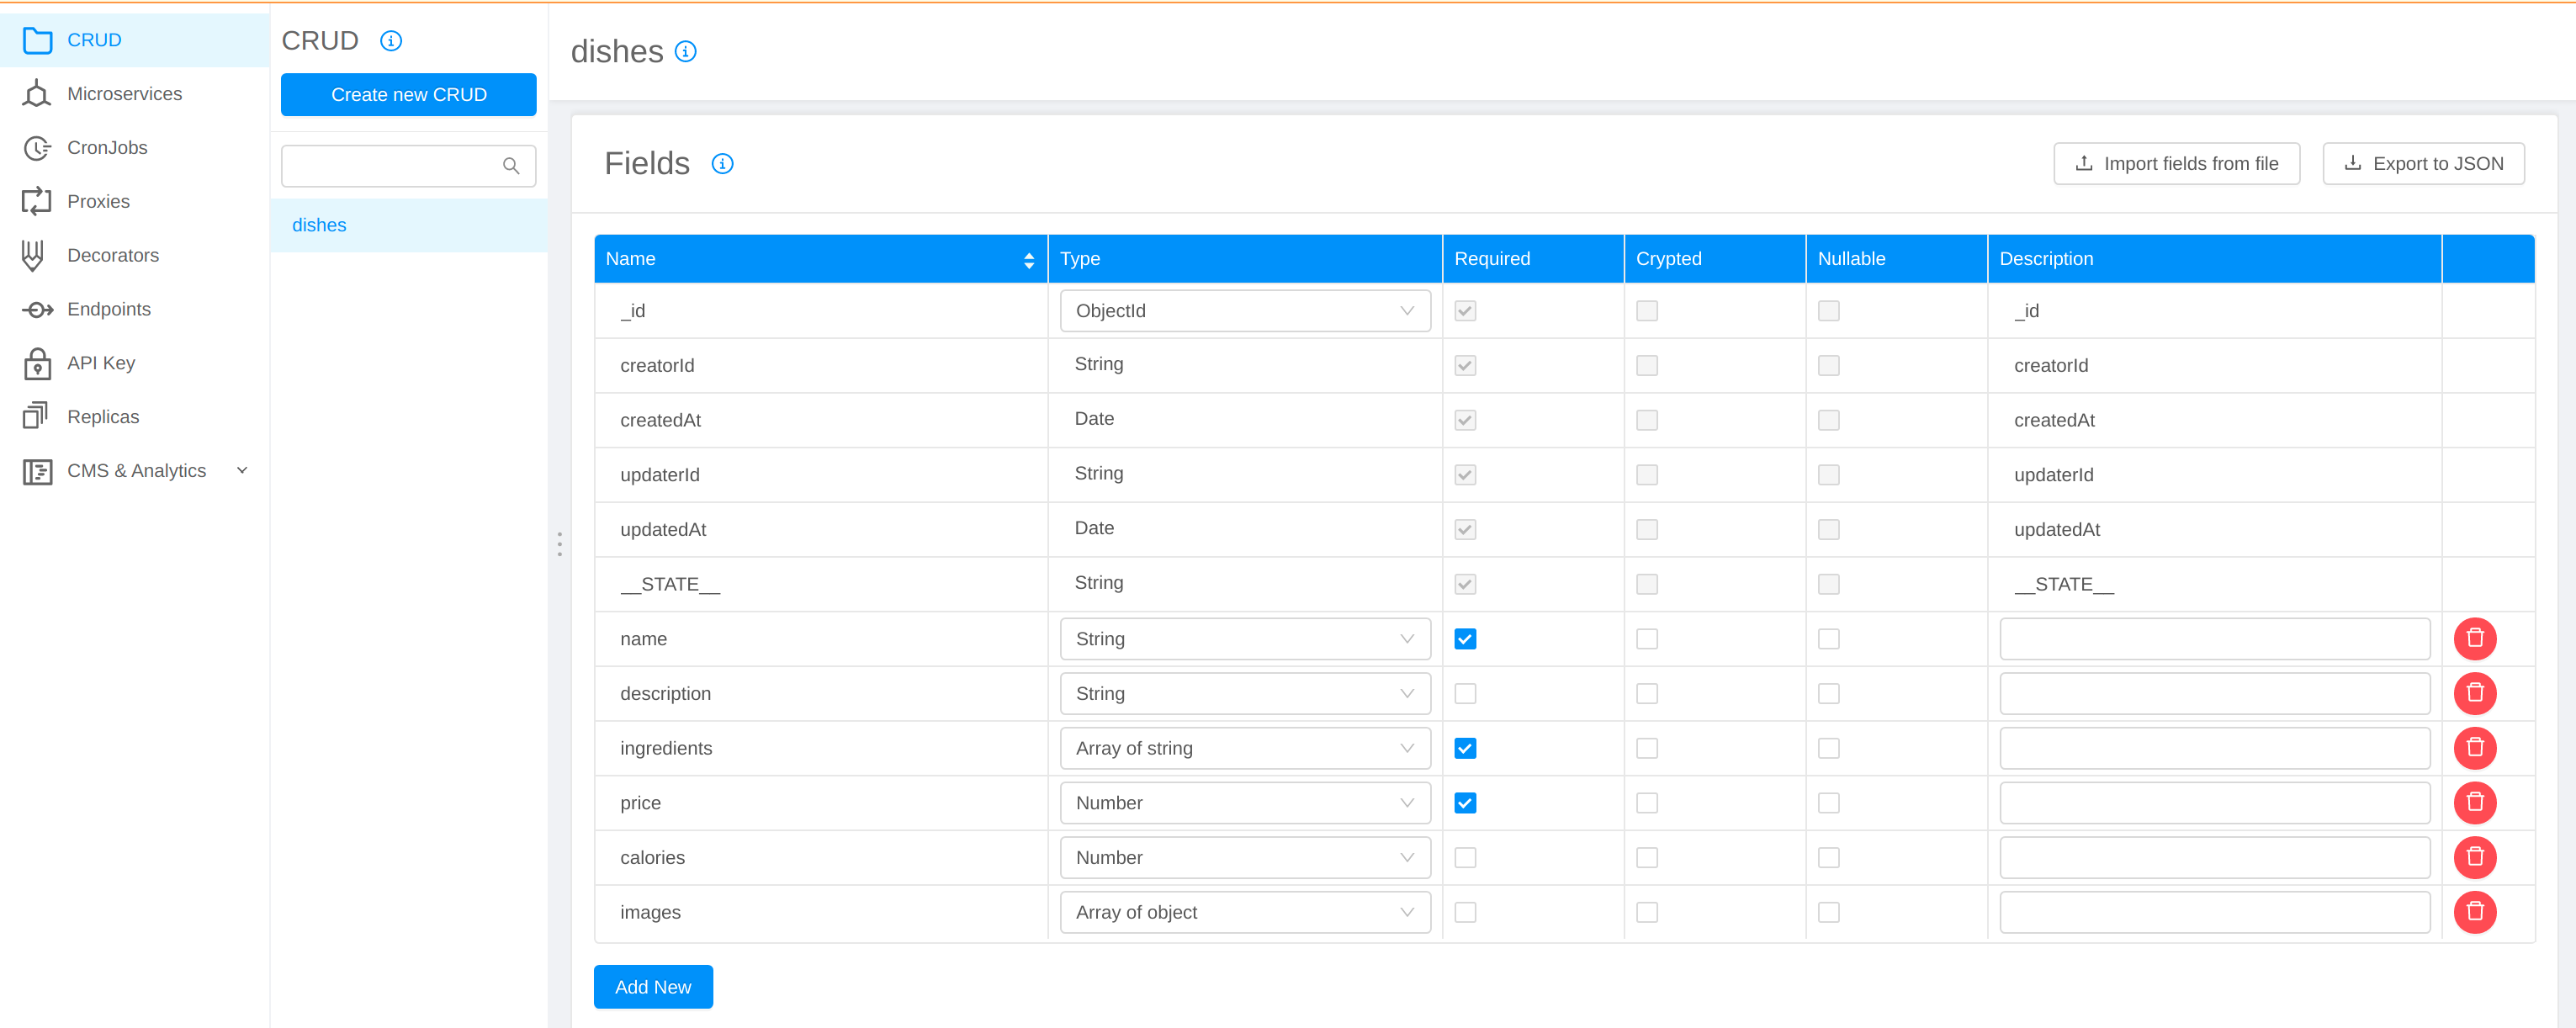 CRUD
Microservices
CronJobs
Proxies
Decorators
Endpoints
API Key
Replicas
CMS & Analytics
CRUD
Create new CRUD
dishes
dishes
Fields
Import fields from file
Export to JSON
Name Type Required Crypted Nullable Description
_id ObjectId _id
creatorId String creatorId
createdAt Date createdAt
updaterId String updaterId
updatedAt Date updatedAt
__STATE__ String __STATE__
name String
description String
ingredients Array of string
price Number
calories Number
images Array of object
Add New